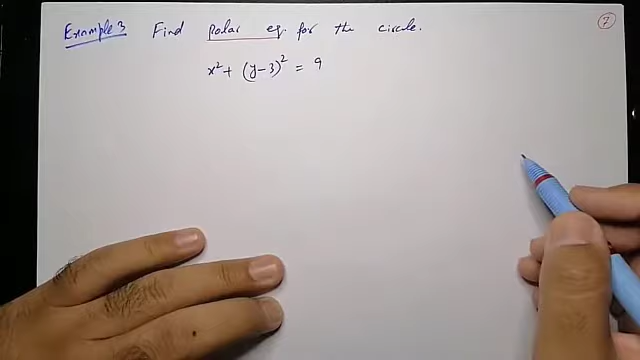 Example 3 Find polar eq. for the circle. 7
x² + (y-3)² = 9